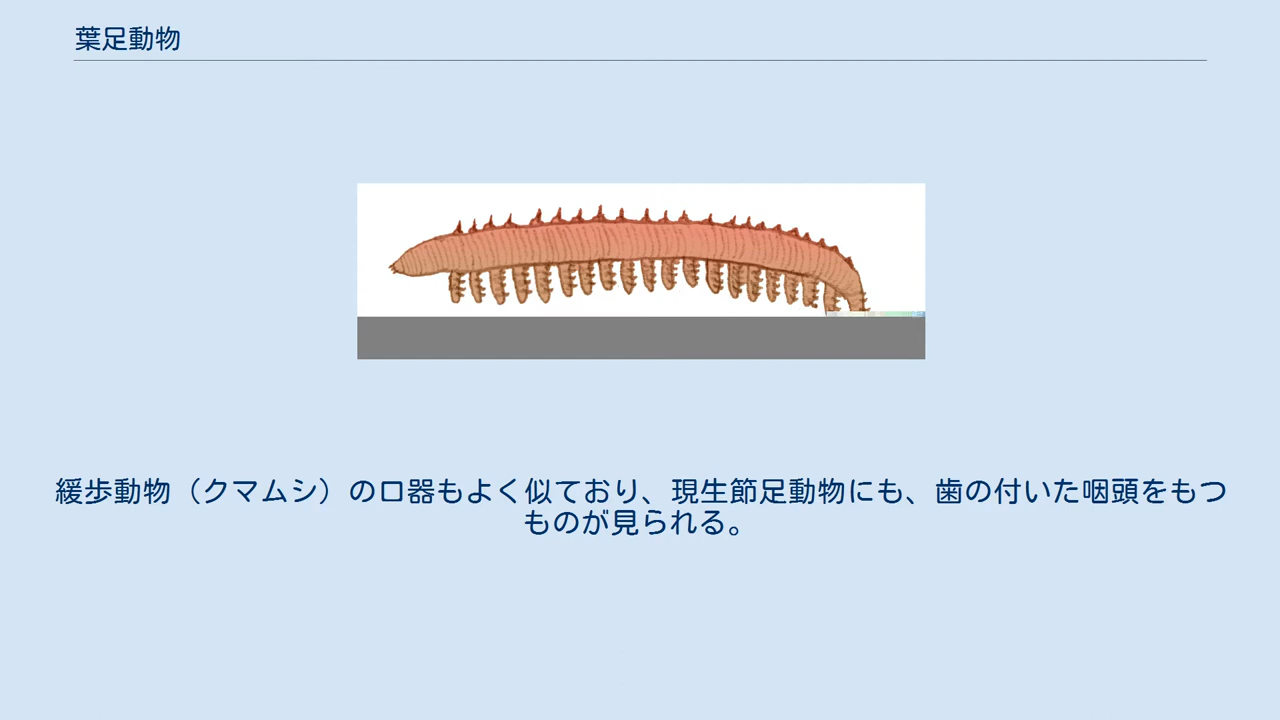 葉足動物
緩歩動物（クマムシ）の口器もよく似ており、現生節足動物にも、歯の付いた咽頭をもつ
ものが見られる。